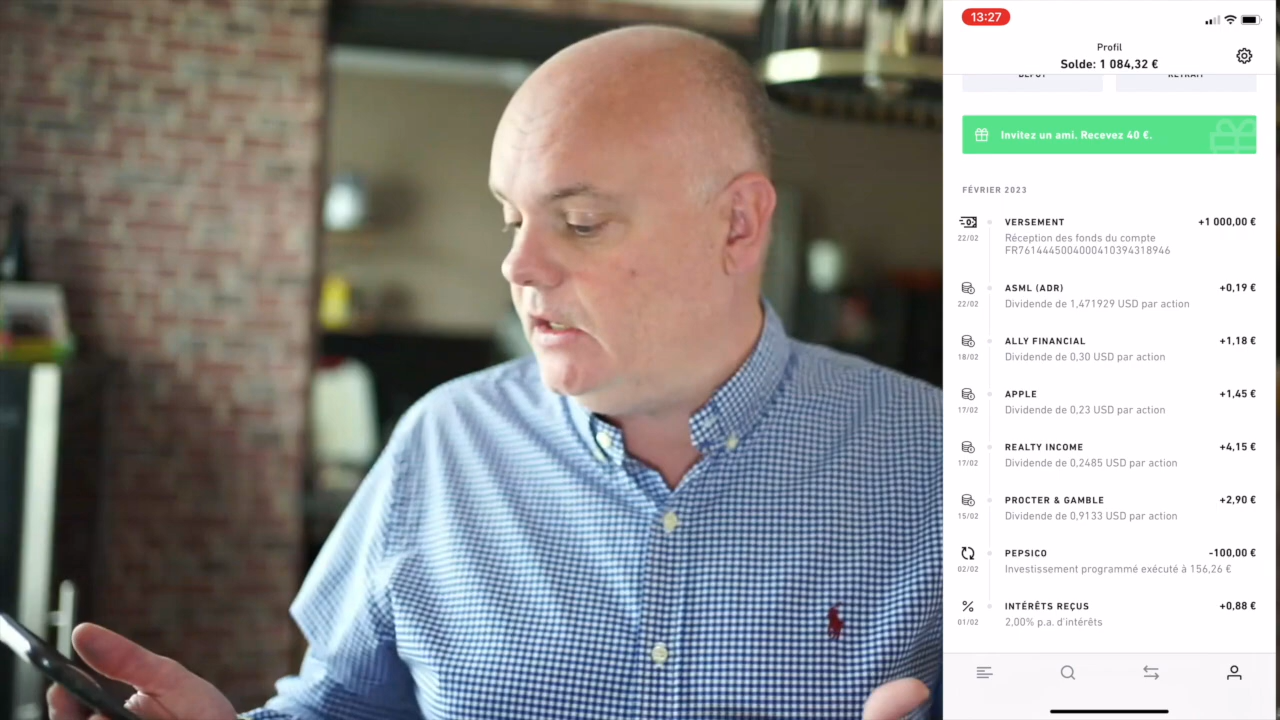 13:27
Profil
Solde: 1 084,32 €
DÉPÔT
RETRAIT
Invitez un ami. Recevez 40 €.
FÉVRIER 2023
VERSEMENT +1 000,00 €
22/02 Réception des fonds du compte
FR7614445004000410394318946
ASML (ADR) +0,19 €
22/02 Dividende de 1,471929 USD par action
ALLY FINANCIAL +1,18 €
18/02 Dividende de 0,30 USD par action
APPLE +1,45 €
17/02 Dividende de 0,23 USD par action
REALTY INCOME +4,15 €
17/02 Dividende de 0,2485 USD par action
PROCTER & GAMBLE +2,90 €
15/02 Dividende de 0,9133 USD par action
PEPSICO -100,00 €
02/02 Investissement programmé exécuté à 156,26 €
INTÉRÊTS REÇUS +0,88 €
01/02 2,00% p.a. d'intérêts